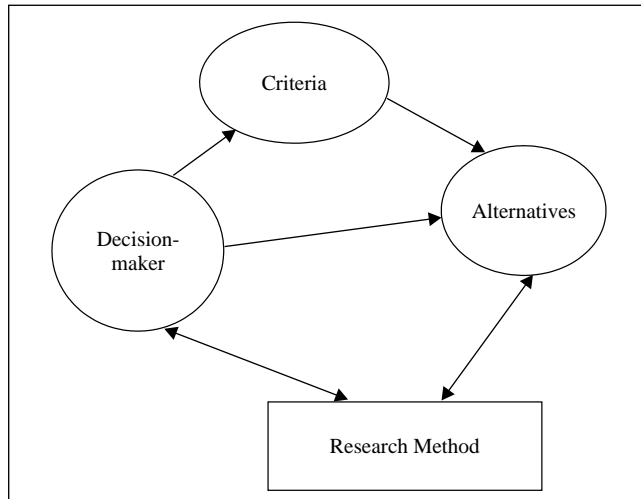 Criteria
Alternatives
Decision-
maker
Research Method